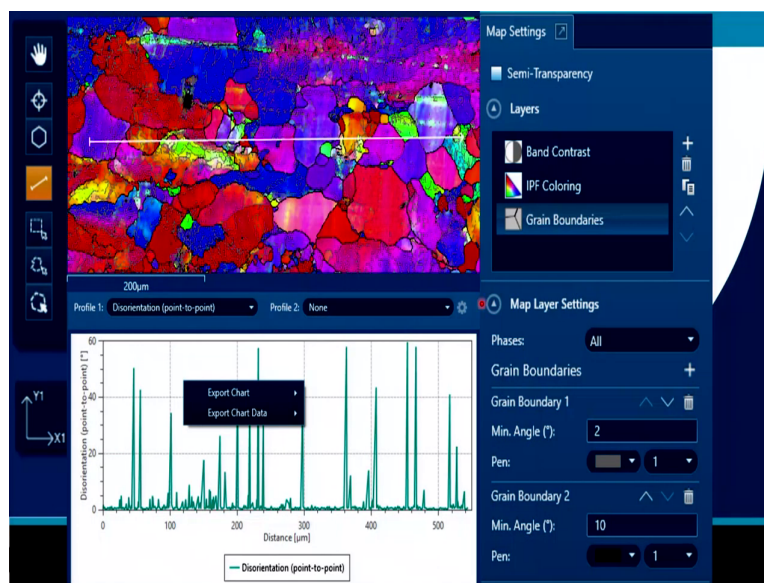 Map Settings
Semi-Transparency
Layers
Band Contrast
IPF Coloring
Grain Boundaries
200µm
Profile 1: Disorientation (point-to-point) Profile 2: None
Map Layer Settings
Phases: All
Grain Boundaries
Grain Boundary 1
Min. Angle (°): 2
Pen: 1
Grain Boundary 2
Min. Angle (°): 10
Pen: 1
Y1
X1
Disorientation (point-to-point) [°]
60
40
20
0
Export Chart
Export Chart Data
0 100 200 300 400 500
Distance [µm]
Disorientation (point-to-point)